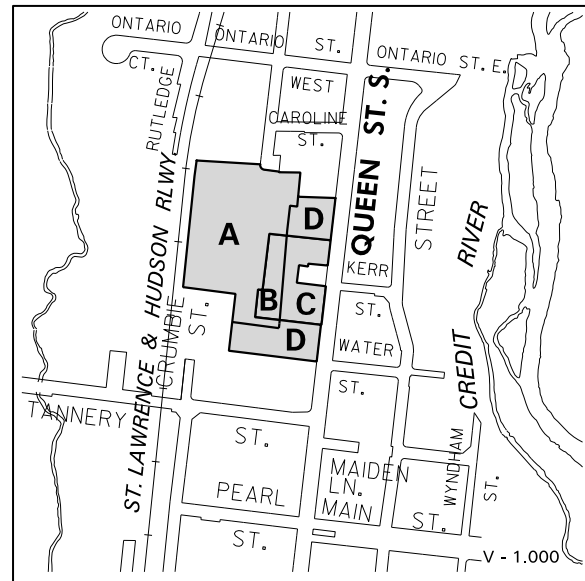 ONTARIO
ONTARIO
ST.
ONTARIO ST. E.
CT.
RUTLEDGE
WEST
CAROLINE
ST.
QUEEN ST. S.
STREET
RIVER
CREDIT
ST. LAWRENCE & HUDSON RLWY
CRUMBIE
ST.
A
D
B
C
D
KERR
ST.
WATER
ST.
TANNERY
ST.
MAIDEN
LN.
MAIN
ST.
PEARL
ST.
WYNDHAM
ST.
V - 1.000